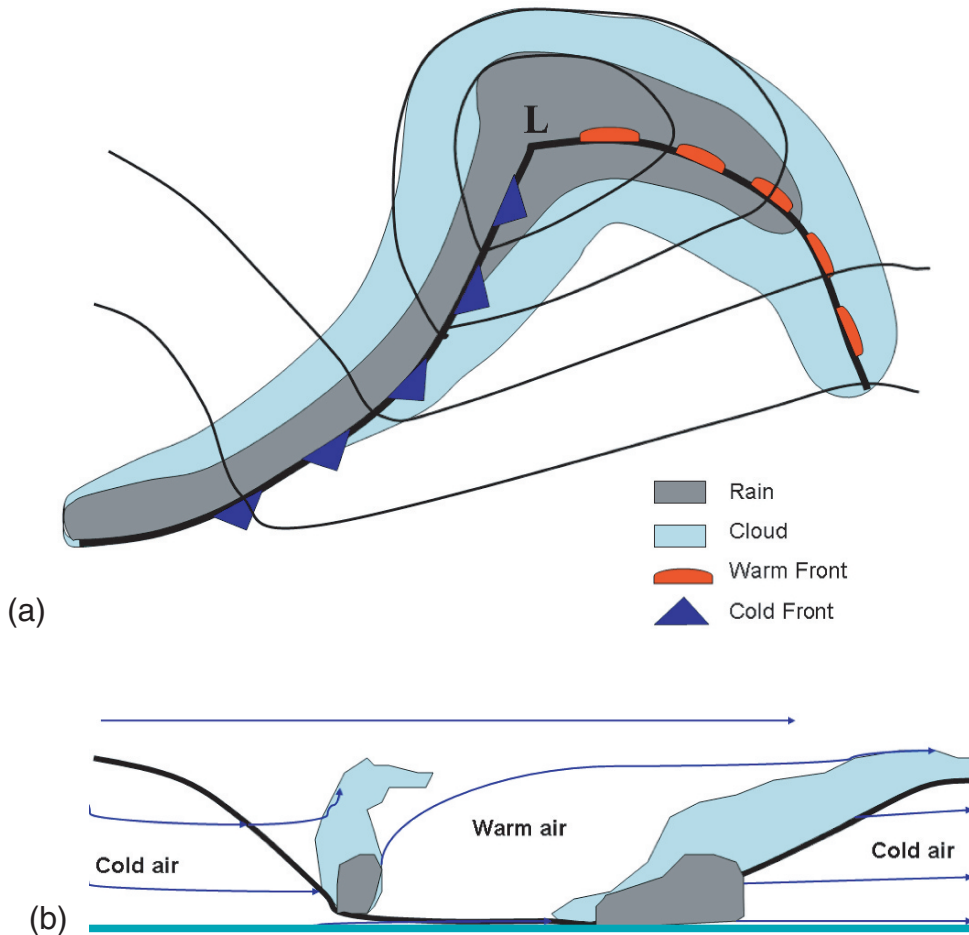 L
Rain
Cloud
Warm Front
Cold Front
(a)
Warm air
Cold air
Cold air
(b)